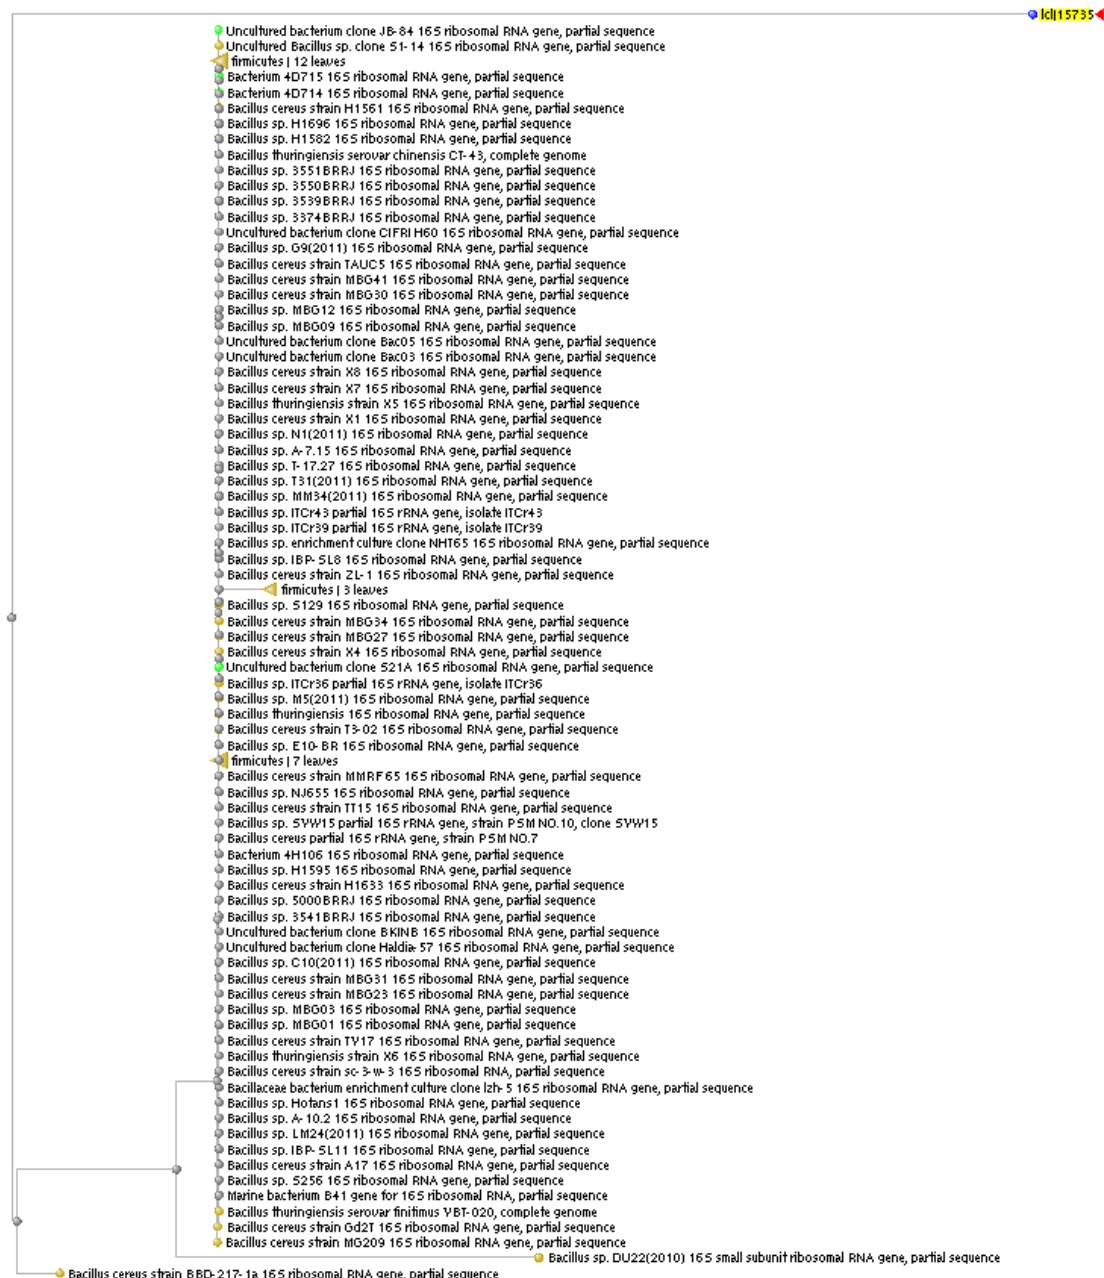 lcl|15735
Uncultured bacterium clone JB-84 16S ribosomal RNA gene, partial sequence
Uncultured Bacillus sp. clone S1-14 16S ribosomal RNA gene, partial sequence
firmicutes | 12 leaves
Bacterium 4D715 16S ribosomal RNA gene, partial sequence
Bacterium 4D714 16S ribosomal RNA gene, partial sequence
Bacillus cereus strain H1561 16S ribosomal RNA gene, partial sequence
Bacillus sp. H1696 16S ribosomal RNA gene, partial sequence
Bacillus sp. H1582 16S ribosomal RNA gene, partial sequence
Bacillus thuringiensis serovar chinensis CT-43, complete genome
Bacillus sp. 3551BRRJ 16S ribosomal RNA gene, partial sequence
Bacillus sp. 3550BRRJ 16S ribosomal RNA gene, partial sequence
Bacillus sp. 3539BRRJ 16S ribosomal RNA gene, partial sequence
Bacillus sp. 3374BRRJ 16S ribosomal RNA gene, partial sequence
Uncultured bacterium clone CIFRI H60 16S ribosomal RNA gene, partial sequence
Bacillus sp. G9(2011) 16S ribosomal RNA gene, partial sequence
Bacillus cereus strain TAUC5 16S ribosomal RNA gene, partial sequence
Bacillus cereus strain MBG41 16S ribosomal RNA gene, partial sequence
Bacillus cereus strain MBG30 16S ribosomal RNA gene, partial sequence
Bacillus sp. MBG12 16S ribosomal RNA gene, partial sequence
Bacillus sp. MBG09 16S ribosomal RNA gene, partial sequence
Uncultured bacterium clone Bac05 16S ribosomal RNA gene, partial sequence
Uncultured bacterium clone Bac03 16S ribosomal RNA gene, partial sequence
Bacillus cereus strain X8 16S ribosomal RNA gene, partial sequence
Bacillus cereus strain X7 16S ribosomal RNA gene, partial sequence
Bacillus thuringiensis strain X5 16S ribosomal RNA gene, partial sequence
Bacillus cereus strain X1 16S ribosomal RNA gene, partial sequence
Bacillus sp. N1(2011) 16S ribosomal RNA gene, partial sequence
Bacillus sp. A-7.15 16S ribosomal RNA gene, partial sequence
Bacillus sp. T-17.27 16S ribosomal RNA gene, partial sequence
Bacillus sp. T31(2011) 16S ribosomal RNA gene, partial sequence
Bacillus sp. MM34(2011) 16S ribosomal RNA gene, partial sequence
Bacillus sp. ITCr43 partial 16S rRNA gene, isolate ITCr43
Bacillus sp. ITCr39 partial 16S rRNA gene, isolate ITCr39
Bacillus sp. enrichment culture clone NHT65 16S ribosomal RNA gene, partial sequence
Bacillus sp. IBP-SL8 16S ribosomal RNA gene, partial sequence
Bacillus cereus strain ZL-1 16S ribosomal RNA gene, partial sequence
firmicutes | 3 leaves
Bacillus sp. S129 16S ribosomal RNA gene, partial sequence
Bacillus cereus strain MBG34 16S ribosomal RNA gene, partial sequence
Bacillus cereus strain MBG27 16S ribosomal RNA gene, partial sequence
Bacillus cereus strain X4 16S ribosomal RNA gene, partial sequence
Uncultured bacterium clone S21A 16S ribosomal RNA gene, partial sequence
Bacillus sp. ITCr36 partial 16S rRNA gene, isolate ITCr36
Bacillus sp. M5(2011) 16S ribosomal RNA gene, partial sequence
Bacillus thuringiensis 16S ribosomal RNA gene, partial sequence
Bacillus cereus strain T3-02 16S ribosomal RNA gene, partial sequence
Bacillus sp. E10-BR 16S ribosomal RNA gene, partial sequence
firmicutes | 7 leaves
Bacillus cereus strain MMRF65 16S ribosomal RNA gene, partial sequence
Bacillus sp. NJ655 16S ribosomal RNA gene, partial sequence
Bacillus cereus strain TT15 16S ribosomal RNA gene, partial sequence
Bacillus sp. SVW15 partial 16S rRNA gene, strain PSM NO.10, clone SVW15
Bacillus cereus partial 16S rRNA gene, strain PSM NO.7
Bacterium 4H106 16S ribosomal RNA gene, partial sequence
Bacillus sp. H1595 16S ribosomal RNA gene, partial sequence
Bacillus cereus strain H1633 16S ribosomal RNA gene, partial sequence
Bacillus sp. 5000BRRJ 16S ribosomal RNA gene, partial sequence
Bacillus sp. 3541BRRJ 16S ribosomal RNA gene, partial sequence
Uncultured bacterium clone BKINB 16S ribosomal RNA gene, partial sequence
Uncultured bacterium clone Haldia-57 16S ribosomal RNA gene, partial sequence
Bacillus sp. C10(2011) 16S ribosomal RNA gene, partial sequence
Bacillus cereus strain MBG31 16S ribosomal RNA gene, partial sequence
Bacillus cereus strain MBG23 16S ribosomal RNA gene, partial sequence
Bacillus sp. MBG03 16S ribosomal RNA gene, partial sequence
Bacillus sp. MBG01 16S ribosomal RNA gene, partial sequence
Bacillus cereus strain TV17 16S ribosomal RNA gene, partial sequence
Bacillus thuringiensis strain X6 16S ribosomal RNA gene, partial sequence
Bacillus cereus strain sc-3-w-3 16S ribosomal RNA, partial sequence
Bacillaceae bacterium enrichment culture clone lzh-5 16S ribosomal RNA gene, partial sequence
Bacillus sp. Hotans1 16S ribosomal RNA gene, partial sequence
Bacillus sp. A-10.2 16S ribosomal RNA gene, partial sequence
Bacillus sp. LM24(2011) 16S ribosomal RNA gene, partial sequence
Bacillus sp. IBP-SL11 16S ribosomal RNA gene, partial sequence
Bacillus cereus strain A17 16S ribosomal RNA gene, partial sequence
Bacillus sp. S256 16S ribosomal RNA gene, partial sequence
Marine bacterium B41 gene for 16S ribosomal RNA, partial sequence
Bacillus thuringiensis serovar finitimus YBT-020, complete genome
Bacillus cereus strain Gd2T 16S ribosomal RNA gene, partial sequence
Bacillus cereus strain MG209 16S ribosomal RNA gene, partial sequence
Bacillus sp. DU22(2010) 16S small subunit ribosomal RNA gene, partial sequence
Bacillus cereus strain BBD-217-1a 16S ribosomal RNA gene, partial sequence